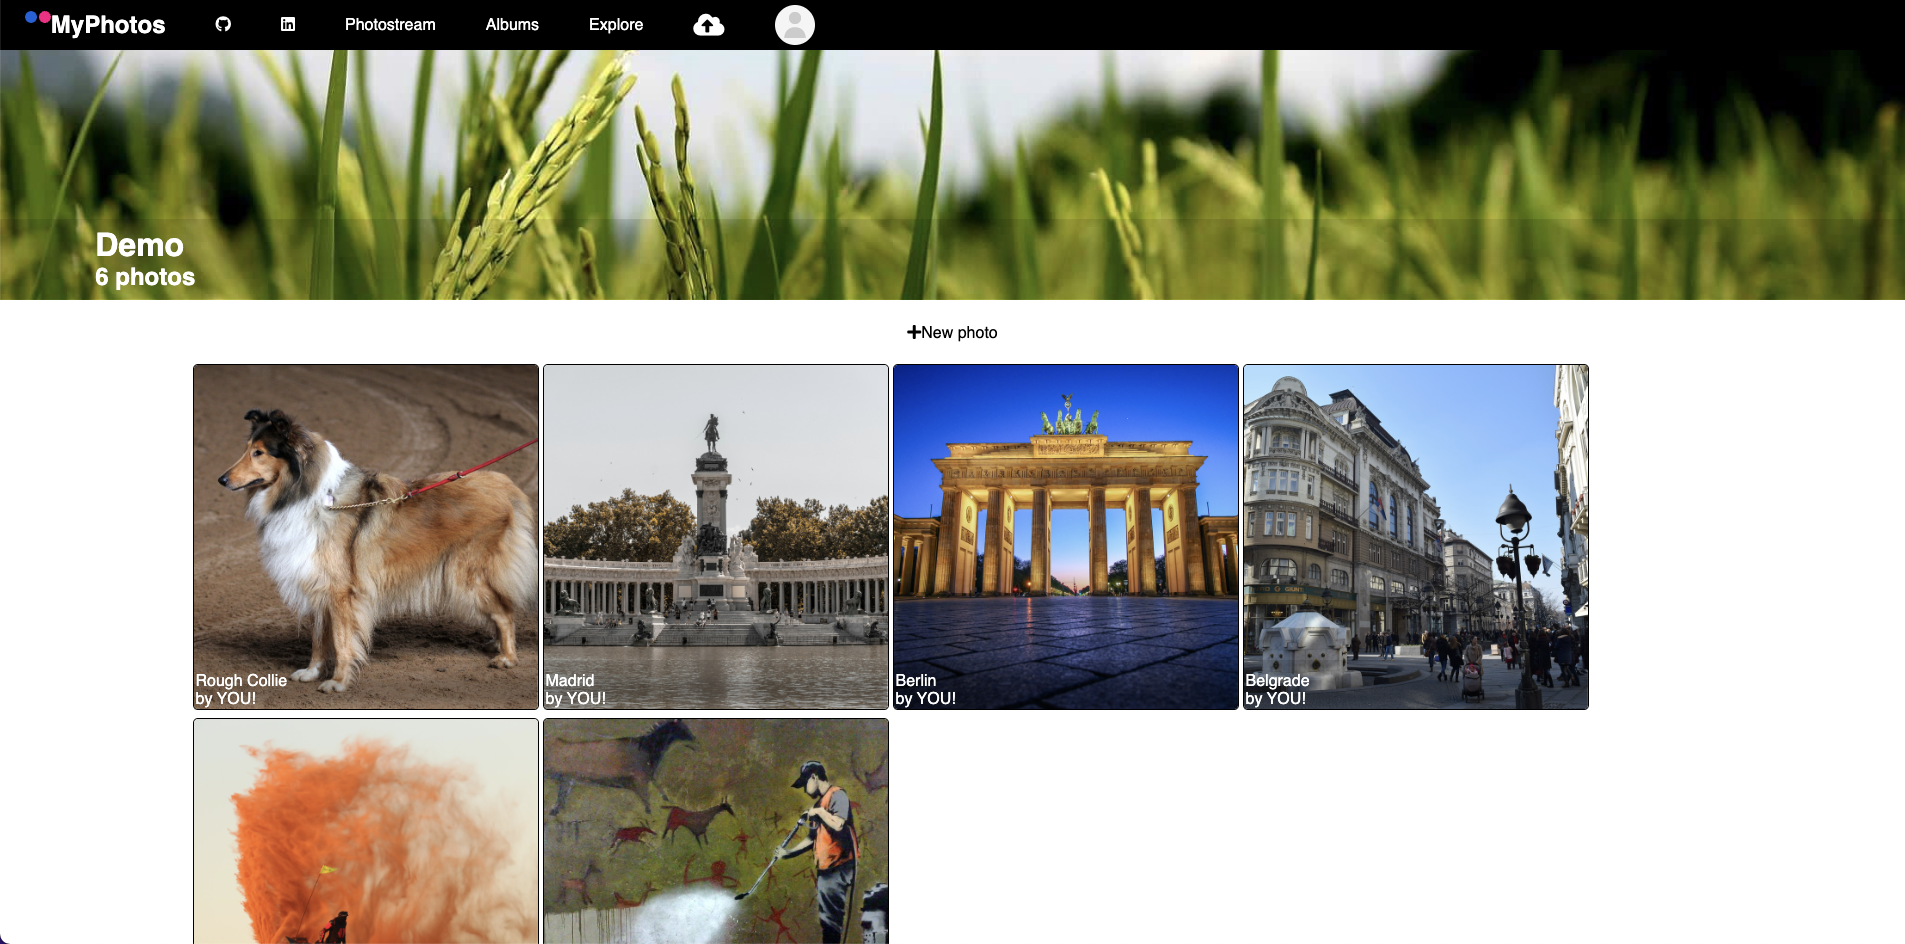 MyPhotos
Photostream
Albums
Explore
Demo
6 photos
New photo
Rough Collie
by YOU!
Madrid
by YOU!
Berlin
by YOU!
Belgrade
by YOU!